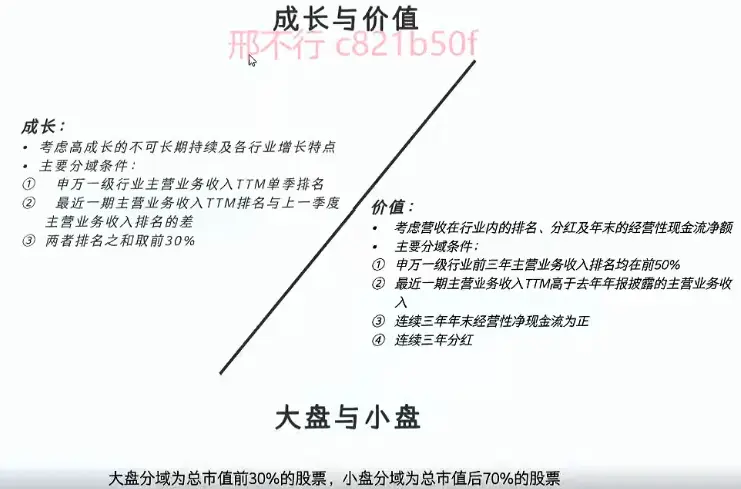 成长与价值
邢不行 c821b50f
成长：
• 考虑高成长的不可长期持续及各行业增长特点
• 主要分域条件：
① 申万一级行业主营业务收入TTM单季排名
② 最近一期主营业务收入TTM排名与上一季度
主营业务收入排名的差
③ 两者排名之和取前30%
价值：
• 考虑营收在行业内的排名、分红及年末的经营性现金流净额
• 主要分域条件：
① 申万一级行业前三年主营业务收入排名均在前50%
② 最近一期主营业务收入TTM高于去年年报披露的主营业务收
入
③ 连续三年年末经营性净现金流为正
④ 连续三年分红
大盘与小盘
大盘分域为总市值前30%的股票，小盘分域为总市值后70%的股票